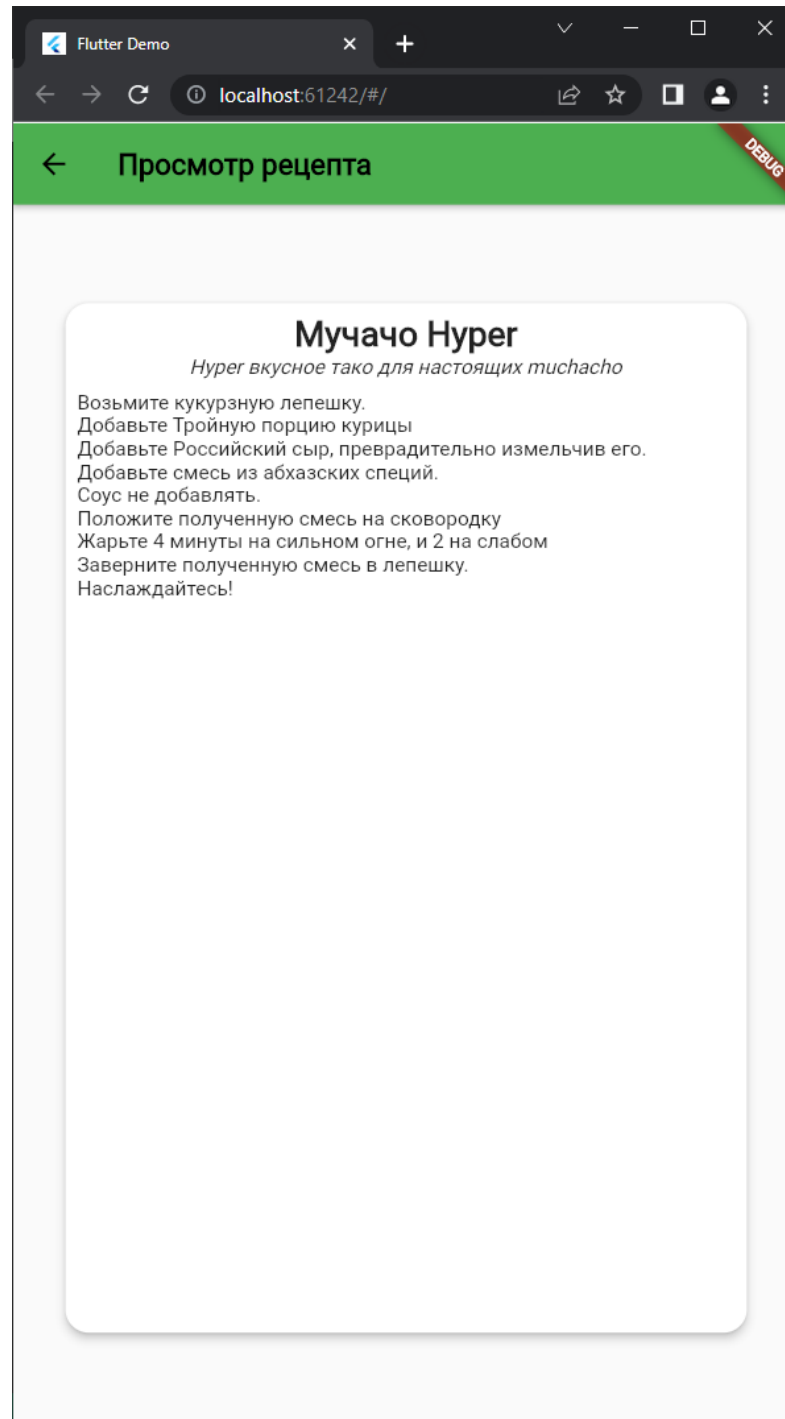 Flutter Demo
localhost:61242/#/
Просмотр рецепта
DEBUG
Мучачо Hyper
Hyper вкусное тако для настоящих muchacho
Возьмите кукурзную лепешку.
Добавьте Тройную порцию курицы
Добавьте Российский сыр, преврадительно измельчив его.
Добавьте смесь из абхазских специй.
Соус не добавлять.
Положите полученную смесь на сковородку
Жарьте 4 минуты на сильном огне, и 2 на слабом
Заверните полученную смесь в лепешку.
Наслаждайтесь!